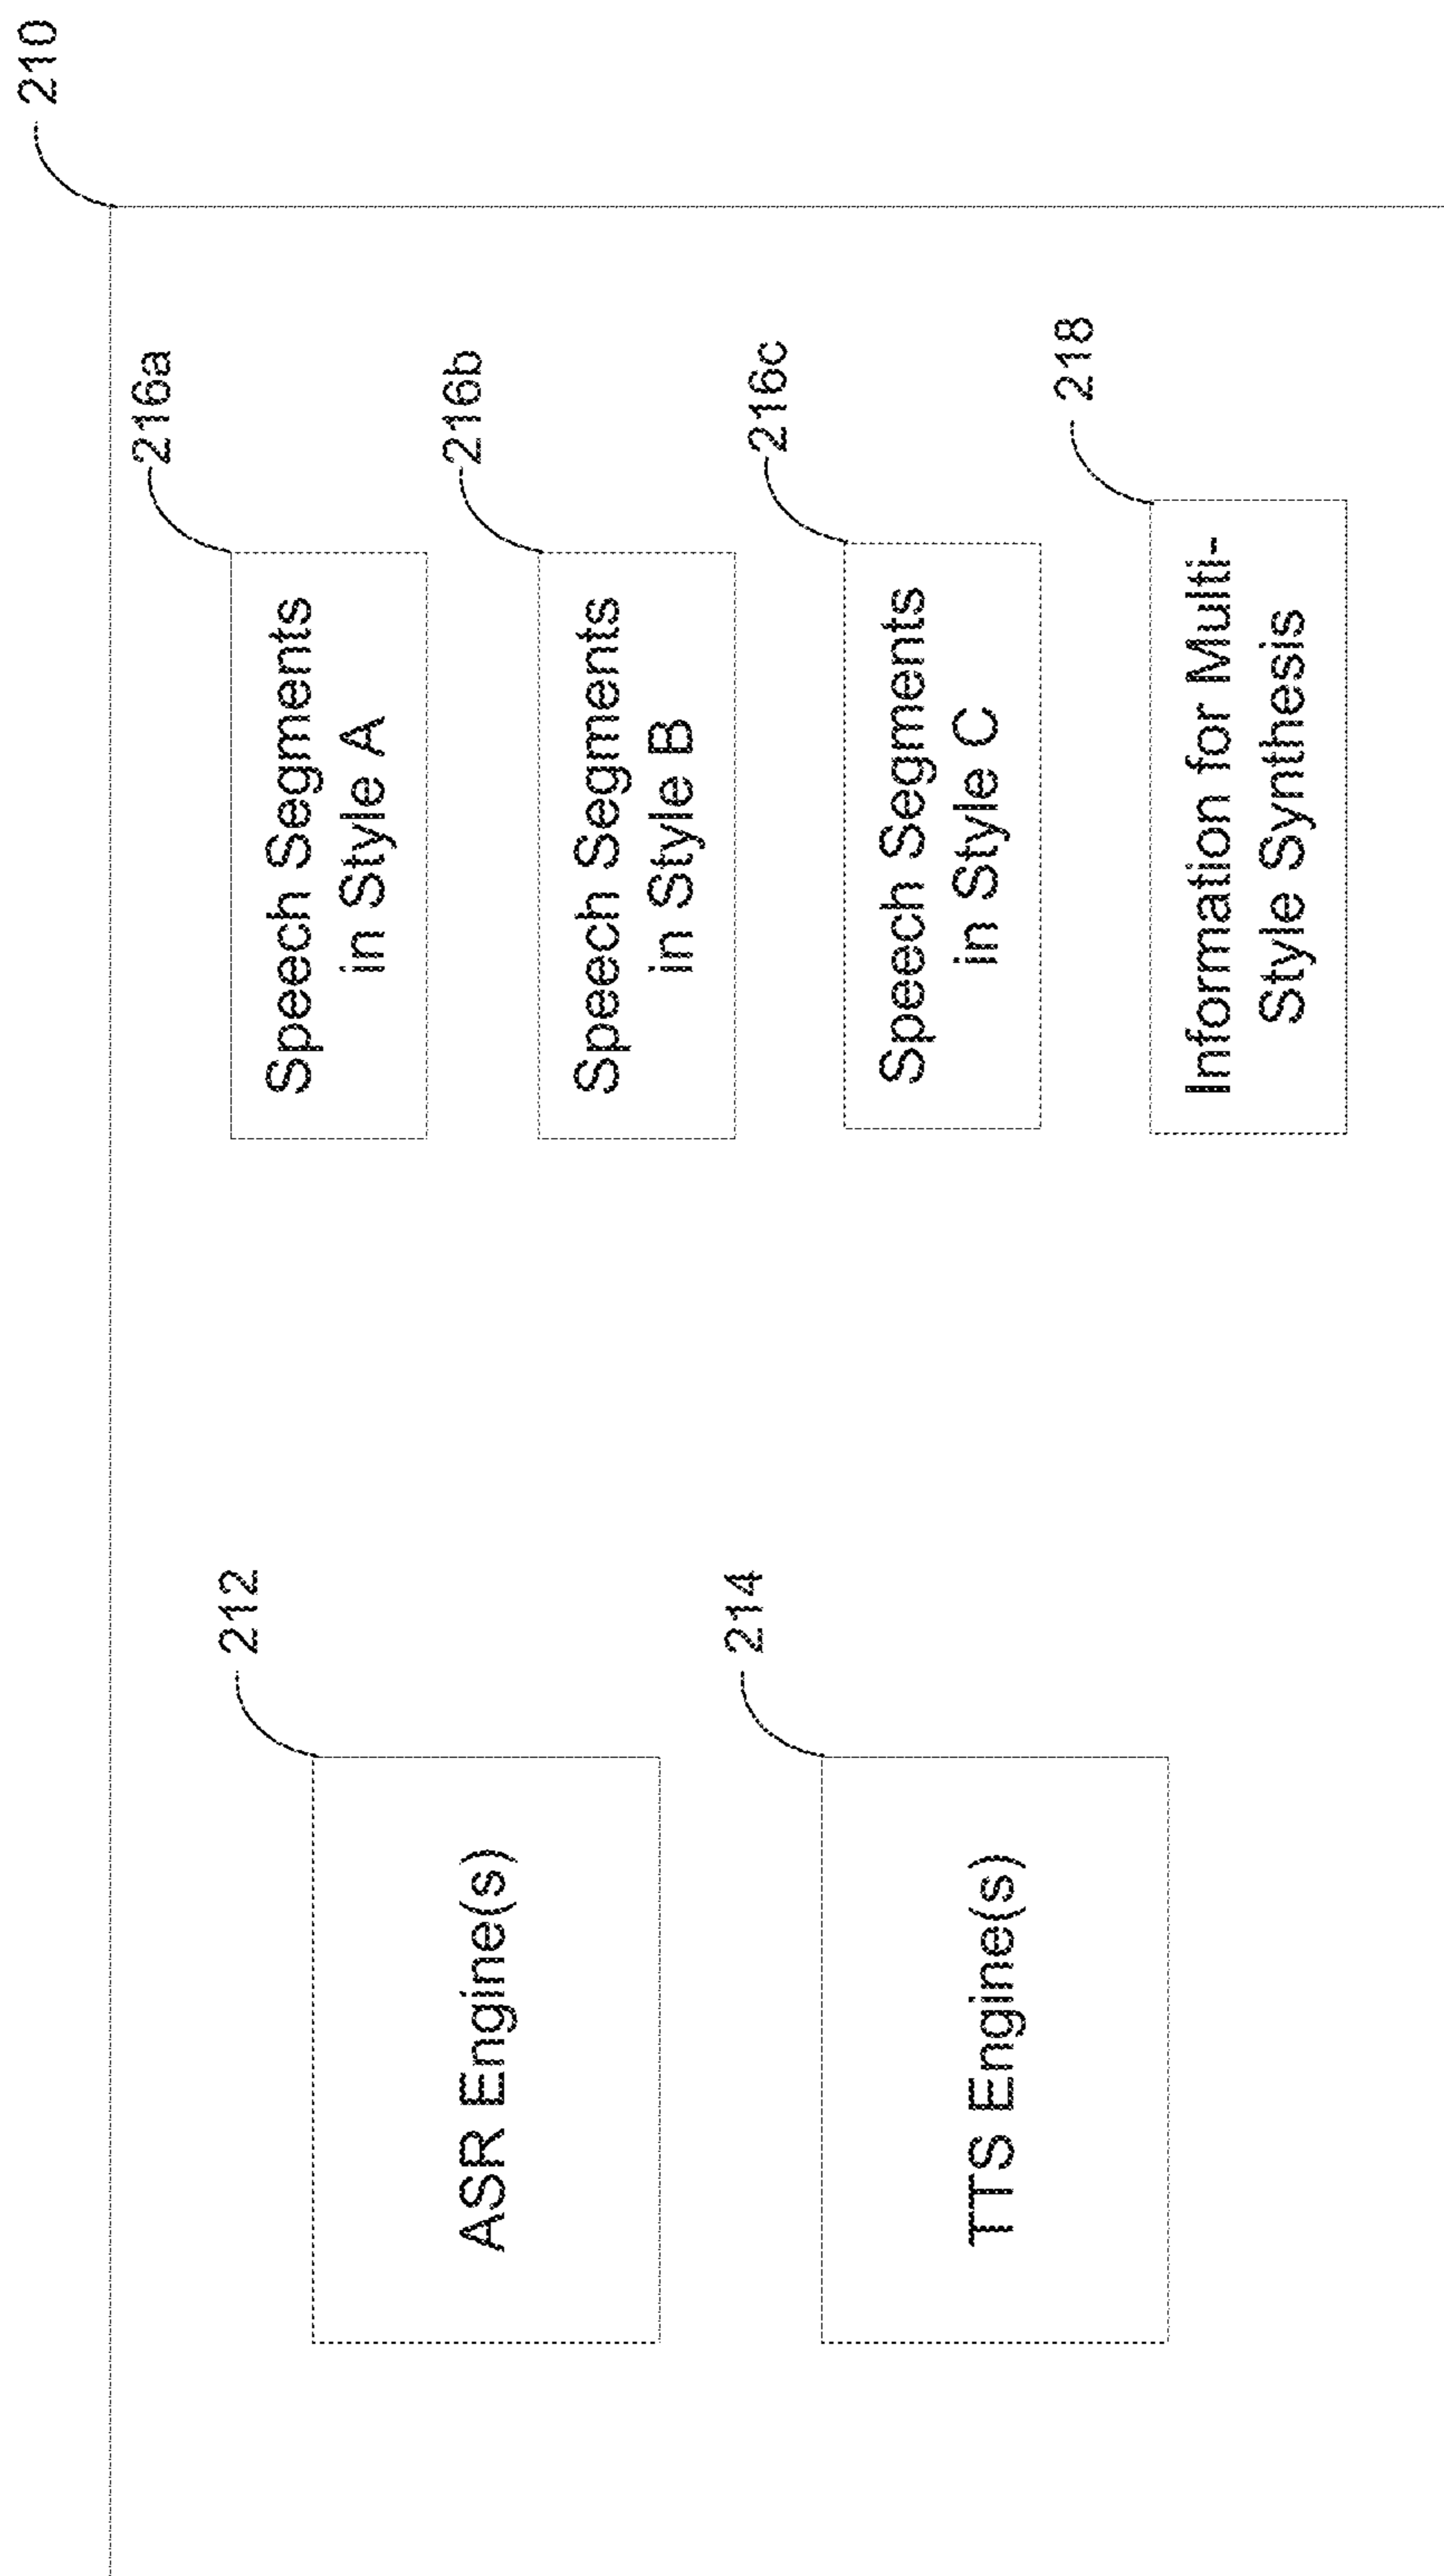 210
212
ASR Engine(s)
214
TTS Engine(s)
216a
Speech Segments
in Style A
216b
Speech Segments
in Style B
216c
Speech Segments
in Style C
218
Information for Multi-
Style Synthesis